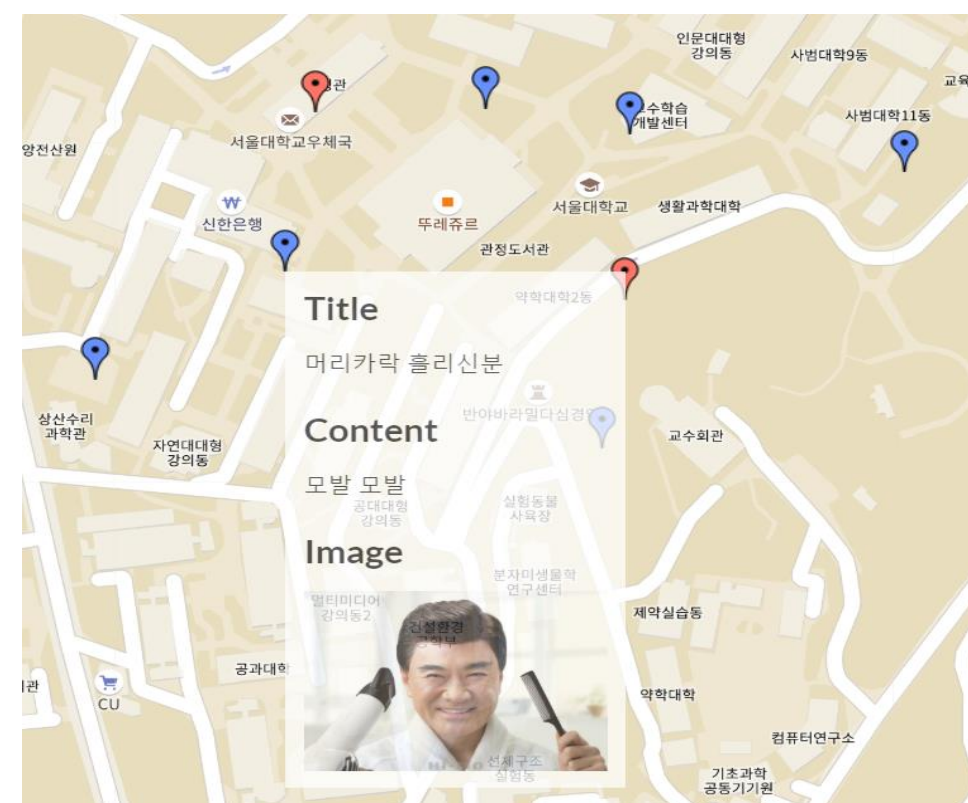 인문대대형
강의동
사범대학9동
교육
정관
교수학습
개발센터
사범대학11동
서울대학교우체국
앙전산원
₩
신한은행
뚜레쥬르
서울대학교
생활과학대학
관정도서관
약학대학2동
Title
머리카락 흘리신분
반야바라밀다심경
상산수리
과학관
자연대대형
강의동
Content
교수회관
모발 모발
공대대형
강의동
실험동물
사육장
Image
분자미생물학
연구센터
멀티미디어
강의동2
건설환경
공학부
제약실습동
공과대학
관
CU
약학대학
컴퓨터연구소
선체구조
실험동
기초과학
공동기기원